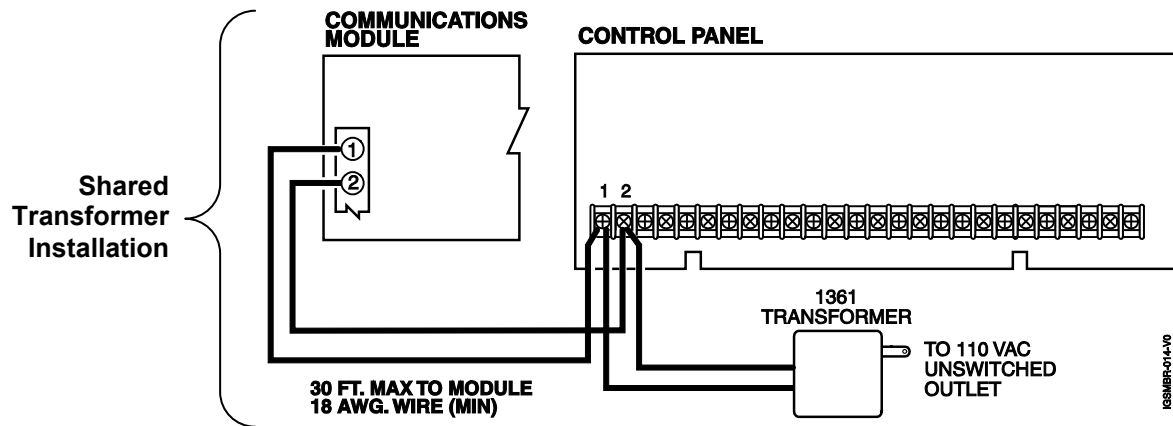 COMMUNICATIONS
MODULE
CONTROL PANEL
1
2
1 2
Shared
Transformer
Installation
1361
TRANSFORMER
TO 110 VAC
UNSWITCHED
OUTLET
30 FT. MAX TO MODULE
18 AWG. WIRE (MIN)
IGSMBR-014-V0